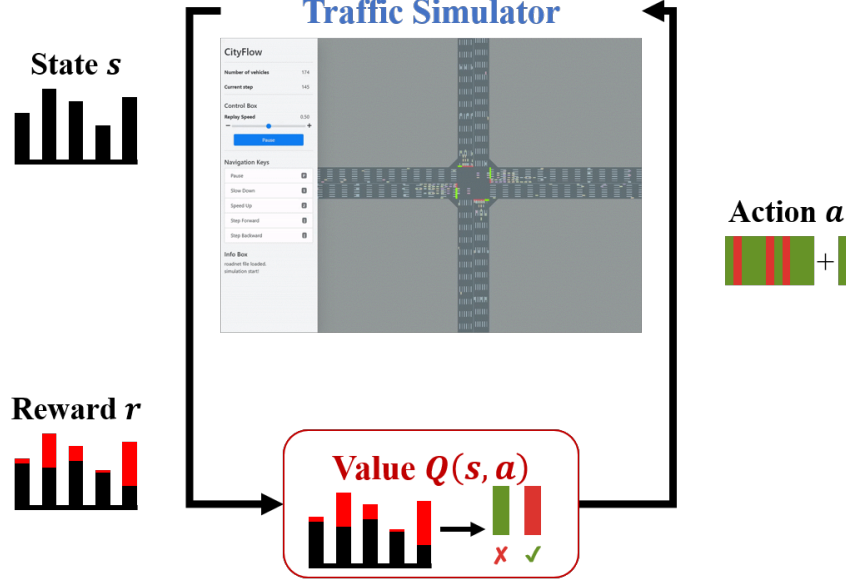 Traffic Simulator
State s
CityFlow
Number of vehicles 174
Current step 145
Control Box
Replay Speed 0.50
− +
Pause
Navigation Keys
Pause
Slow Down
Speed Up
Step Forward
Step Backward
Info Box
roadnet file loaded.
simulation start!
Action a
+
Reward r
Value Q(s, a)
✗ ✓